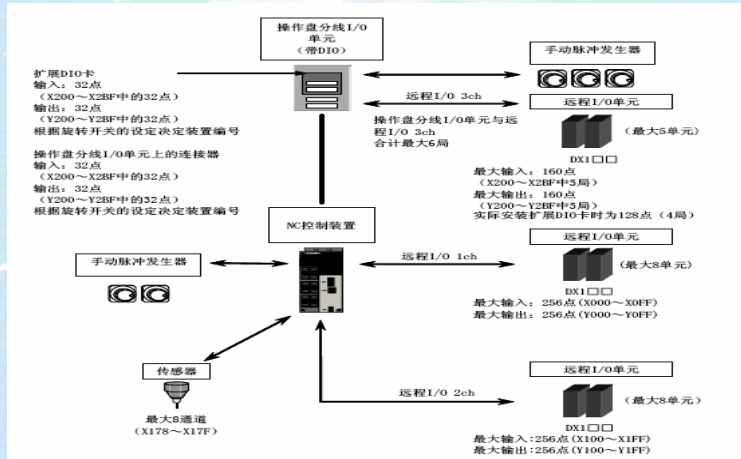 操作盘分线I/O
单元
(带DIO)
手动脉冲发生器
扩展DIO卡
输入：32点
(X200～X2BF中的32点)
输出：32点
(Y200～Y2BF中的32点)
根据旋转开关的设定决定装置编号
操作盘分线I/O单元上的连接器
输入：32点
(X200～X2BF中的32点)
输出：32点
(Y200～Y2BF中的32点)
根据旋转开关的设定决定装置编号
远程I/O 3ch
操作盘分线I/O单元与远
程I/O 3ch
合计最大6局
远程I/O单元
(最大5单元)
DX1□□
最大输入：160点
(X200～X2BF中5局)
最大输出：160点
(Y200～Y2BF中5局)
实际安装扩展DIO卡时为128点（4局）
NC控制装置
手动脉冲发生器
远程I/O 1ch
远程I/O单元
(最大8单元)
DX1□□
最大输入：256点(X000～X0FF)
最大输出：256点(Y000～Y0FF)
传感器
最大8通道
(X178～X17F)
远程I/O 2ch
远程I/O单元
(最大8单元)
DX1□□
最大输入:256点(X100～X1FF)
最大输出:256点(Y100～Y1FF)